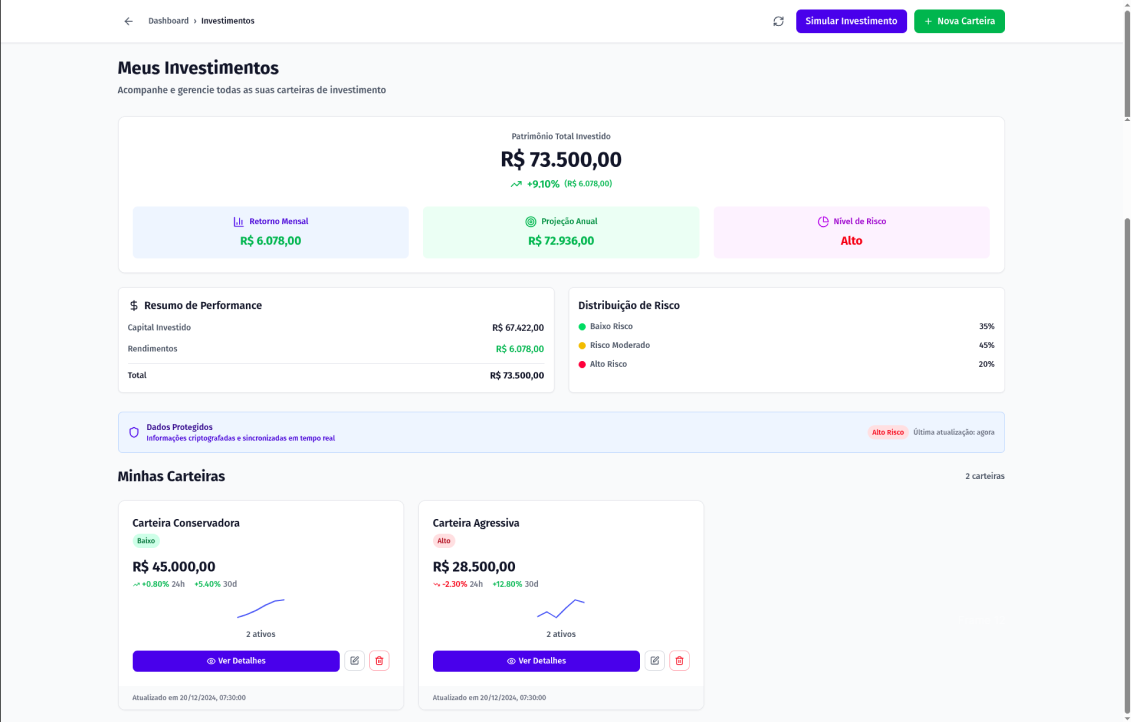 Dashboard › Investimentos
Simular Investimento
+ Nova Carteira
Meus Investimentos
Acompanhe e gerencie todas as suas carteiras de investimento
Patrimônio Total Investido
R$ 73.500,00
+9.10% (R$ 6.078,00)
Retorno Mensal
R$ 6.078,00
Projeção Anual
R$ 72.936,00
Nível de Risco
Alto
Resumo de Performance
Capital Investido R$ 67.422,00
Rendimentos R$ 6.078,00
Total R$ 73.500,00
Distribuição de Risco
Baixo Risco 35%
Risco Moderado 45%
Alto Risco 20%
Dados Protegidos
Informações criptografadas e sincronizadas em tempo real
Alto Risco Última atualização: agora
Minhas Carteiras
2 carteiras
Carteira Conservadora
Baixo
R$ 45.000,00
+0.80% 24h +5.40% 30d
2 ativos
Ver Detalhes
Atualizado em 20/12/2024, 07:30:00
Carteira Agressiva
Alto
R$ 28.500,00
-2.30% 24h +12.80% 30d
2 ativos
Ver Detalhes
Atualizado em 20/12/2024, 07:30:00